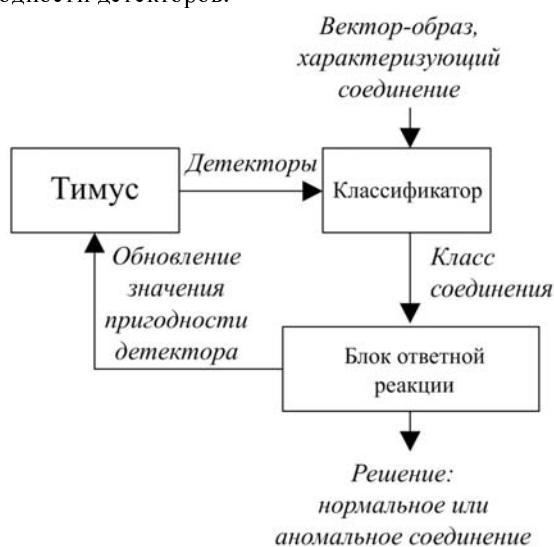 детекторов.
Вектор-образ,
характеризующий
соединение
Тимус
Детекторы
Классификатор
Обновление
значения
пригодности
детектора
Класс
соединения
Блок ответной
реакции
Решение:
нормальное или
аномальное соединение